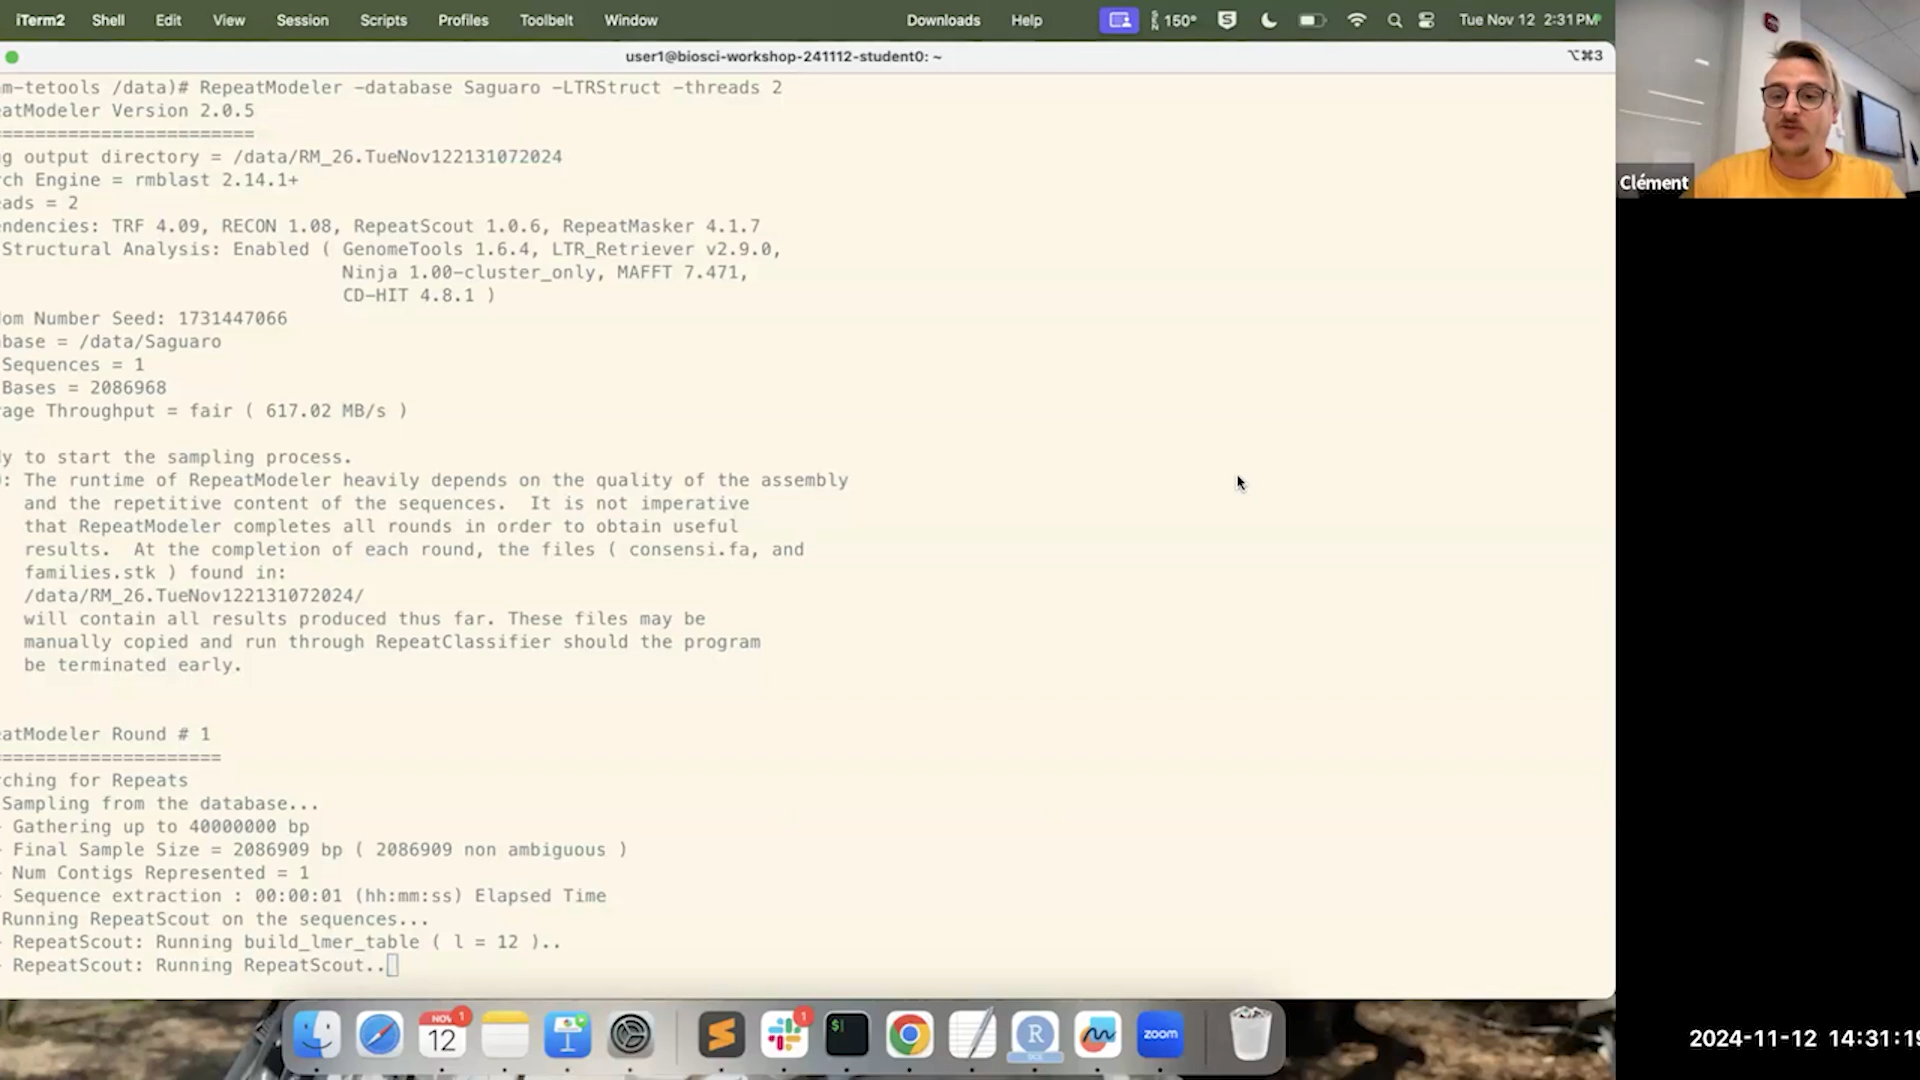 iTerm2 Shell Edit View Session Scripts Profiles Toolbelt Window Downloads Help 150° Tue Nov 12 2:31 PM
user1@biosci-workshop-241112-student0: ~ ⌥⌘3
m-tetools /data)# RepeatModeler -database Saguaro -LTRStruct -threads 2
eatModeler Version 2.0.5
=======================
g output directory = /data/RM_26.TueNov122131072024
rch Engine = rmblast 2.14.1+
eads = 2
endencies: TRF 4.09, RECON 1.08, RepeatScout 1.0.6, RepeatMasker 4.1.7
Structural Analysis: Enabled ( GenomeTools 1.6.4, LTR_Retriever v2.9.0,
Ninja 1.00-cluster_only, MAFFT 7.471,
CD-HIT 4.8.1 )
om Number Seed: 1731447066
base = /data/Saguaro
Sequences = 1
Bases = 2086968
rage Throughput = fair ( 617.02 MB/s )
y to start the sampling process.
: The runtime of RepeatModeler heavily depends on the quality of the assembly
and the repetitive content of the sequences.  It is not imperative
that RepeatModeler completes all rounds in order to obtain useful
results.  At the completion of each round, the files ( consensi.fa, and
families.stk ) found in:
/data/RM_26.TueNov122131072024/
will contain all results produced thus far. These files may be
manually copied and run through RepeatClassifier should the program
be terminated early.
eatModeler Round # 1
====================
ching for Repeats
Sampling from the database...
- Gathering up to 40000000 bp
- Final Sample Size = 2086909 bp ( 2086909 non ambiguous )
- Num Contigs Represented = 1
- Sequence extraction : 00:00:01 (hh:mm:ss) Elapsed Time
Running RepeatScout on the sequences...
- RepeatScout: Running build_lmer_table ( l = 12 )..
- RepeatScout: Running RepeatScout..
Clément
NOV 12 1
1
$
R
zoom
2024-11-12 14:31:19